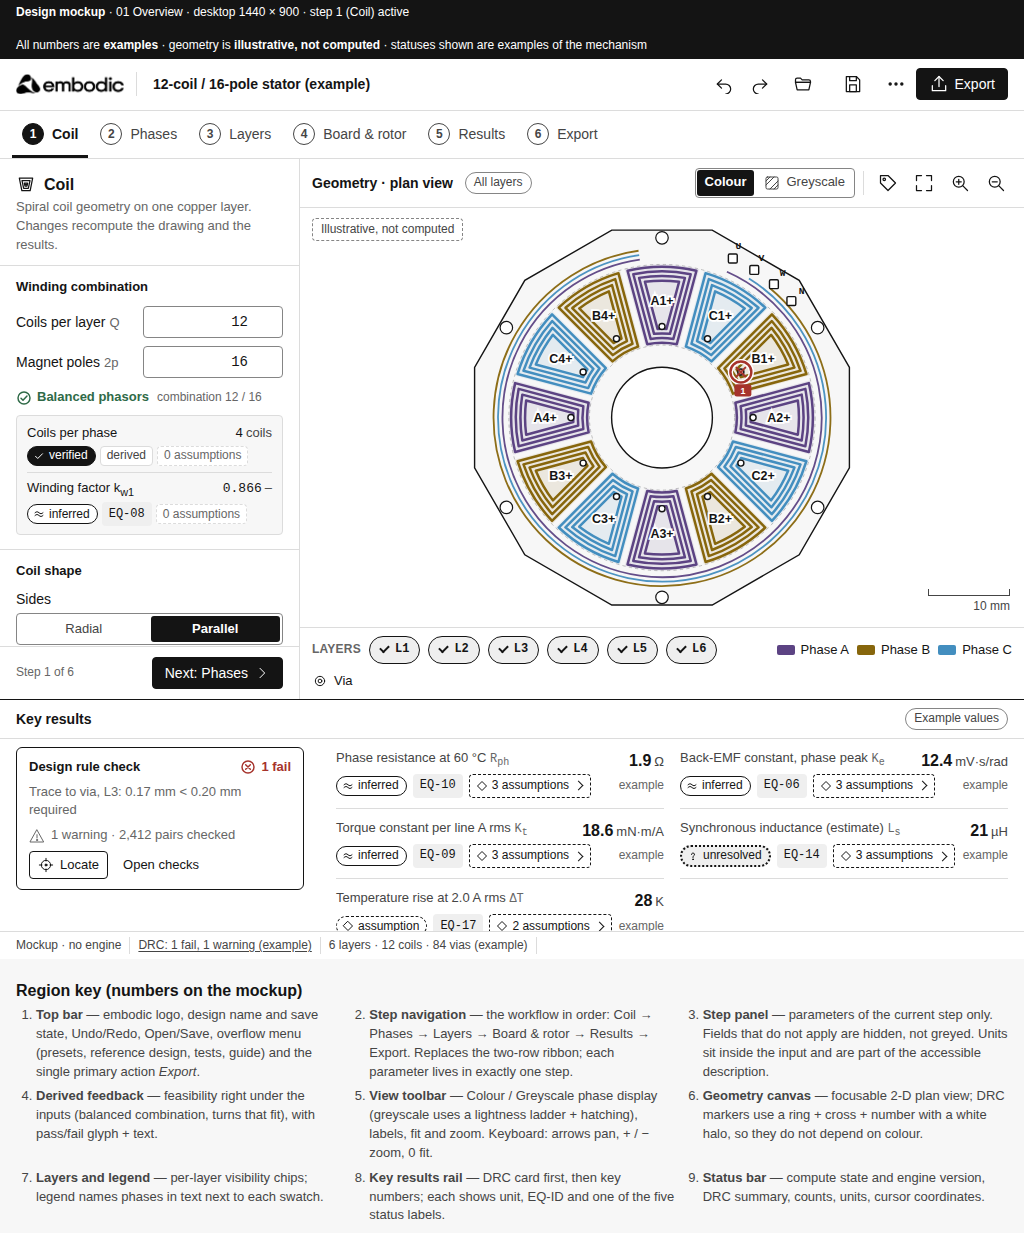 Design mockup · 01 Overview · desktop 1440 × 900 · step 1 (Coil) active
All numbers are examples · geometry is illustrative, not computed · statuses shown are examples of the mechanism
embodic
12-coil / 16-pole stator (example)
Export
1 Coil
2 Phases
3 Layers
4 Board & rotor
5 Results
6 Export
Coil
Spiral coil geometry on one copper layer.
Changes recompute the drawing and the
results.
Winding combination
Coils per layer Q 12
Magnet poles 2p 16
Balanced phasors combination 12 / 16
Coils per phase 4 coils
verified derived 0 assumptions
Winding factor kw1 0.866 –
inferred EQ-08 0 assumptions
Coil shape
Sides
Radial Parallel
Step 1 of 6
Next: Phases
Geometry · plan view All layers
Colour Greyscale
Illustrative, not computed
U
V
W
N
A1+
C1+
B1+
1
A2+
C2+
B2+
A3+
C3+
B3+
A4+
C4+
B4+
10 mm
LAYERS L1 L2 L3 L4 L5 L6
Phase A Phase B Phase C
Via
Key results
Example values
Design rule check 1 fail
Trace to via, L3: 0.17 mm < 0.20 mm
required
1 warning · 2,412 pairs checked
Locate Open checks
Phase resistance at 60 °C Rph 1.9 Ω
inferred EQ-10 3 assumptions example
Back-EMF constant, phase peak Ke 12.4 mV·s/rad
inferred EQ-06 3 assumptions example
Torque constant per line A rms Kt 18.6 mN·m/A
inferred EQ-09 3 assumptions example
Synchronous inductance (estimate) Ls 21 µH
? unresolved EQ-14 3 assumptions example
Temperature rise at 2.0 A rms ΔT 28 K
assumption EQ-17 2 assumptions example
Mockup · no engine
DRC: 1 fail, 1 warning (example)
6 layers · 12 coils · 84 vias (example)
Region key (numbers on the mockup)
1. Top bar — embodic logo, design name and save
state, Undo/Redo, Open/Save, overflow menu
(presets, reference design, tests, guide) and the
single primary action Export.
2. Step navigation — the workflow in order: Coil →
Phases → Layers → Board & rotor → Results →
Export. Replaces the two-row ribbon; each
parameter lives in exactly one step.
3. Step panel — parameters of the current step only.
Fields that do not apply are hidden, not greyed. Units
sit inside the input and are part of the accessible
description.
4. Derived feedback — feasibility right under the
inputs (balanced combination, turns that fit), with
pass/fail glyph + text.
5. View toolbar — Colour / Greyscale phase display
(greyscale uses a lightness ladder + hatching),
labels, fit and zoom. Keyboard: arrows pan, + / −
zoom, 0 fit.
6. Geometry canvas — focusable 2-D plan view; DRC
markers use a ring + cross + number with a white
halo, so they do not depend on colour.
7. Layers and legend — per-layer visibility chips;
legend names phases in text next to each swatch.
8. Key results rail — DRC card first, then key
numbers; each shows unit, EQ-ID and one of the five
status labels.
9. Status bar — compute state and engine version,
DRC summary, counts, units, cursor coordinates.